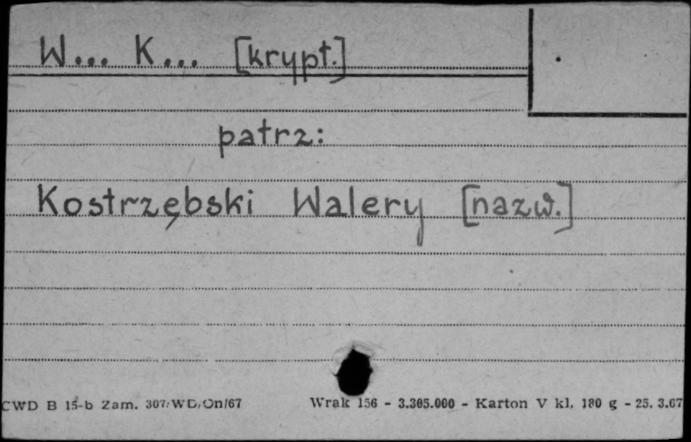 W... K... [krypt.]
patrz:
Kostrzębski Walery [nazw.]
CWD B 15-b Zam. 307/WD/On/67 Wrak 156 - 3.305.000 - Karton V kl. 180 g - 25. 3.67